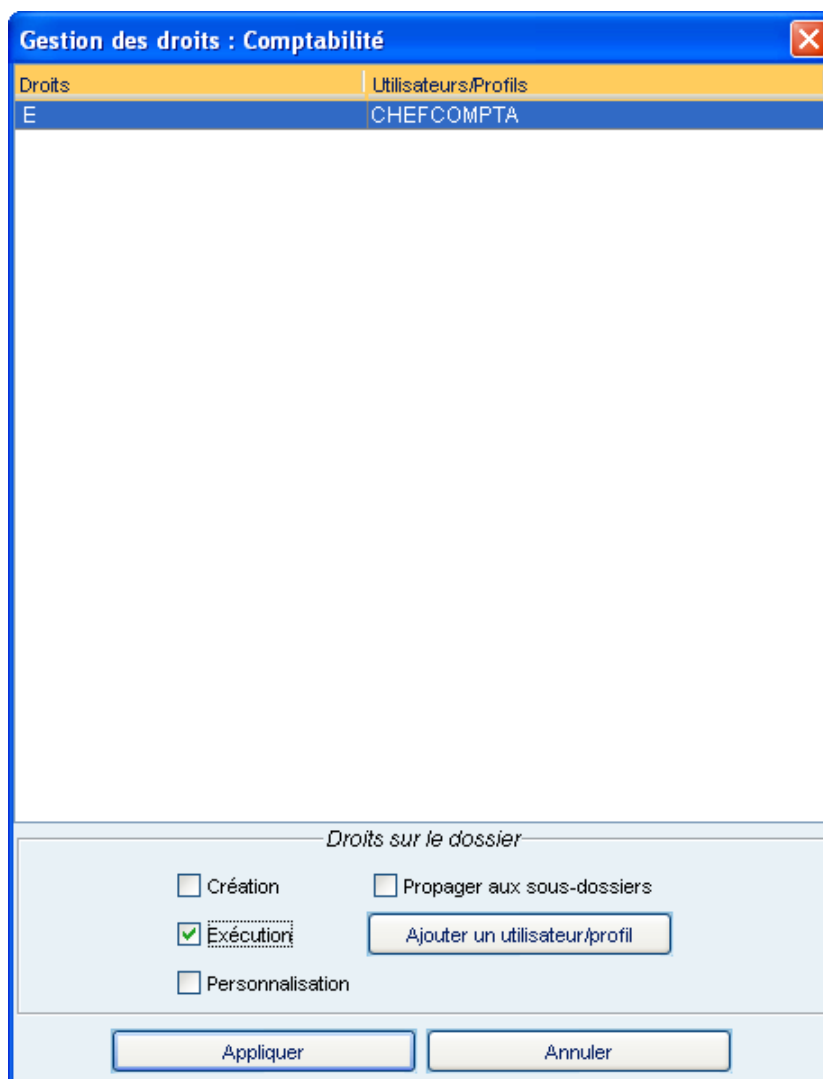 Gestion des droits : Comptabilité
Droits Utilisateurs/Profils
E CHEFCOMPTA
Droits sur le dossier
Création Propager aux sous-dossiers
Exécution Ajouter un utilisateur/profil
Personnalisation
Appliquer Annuler